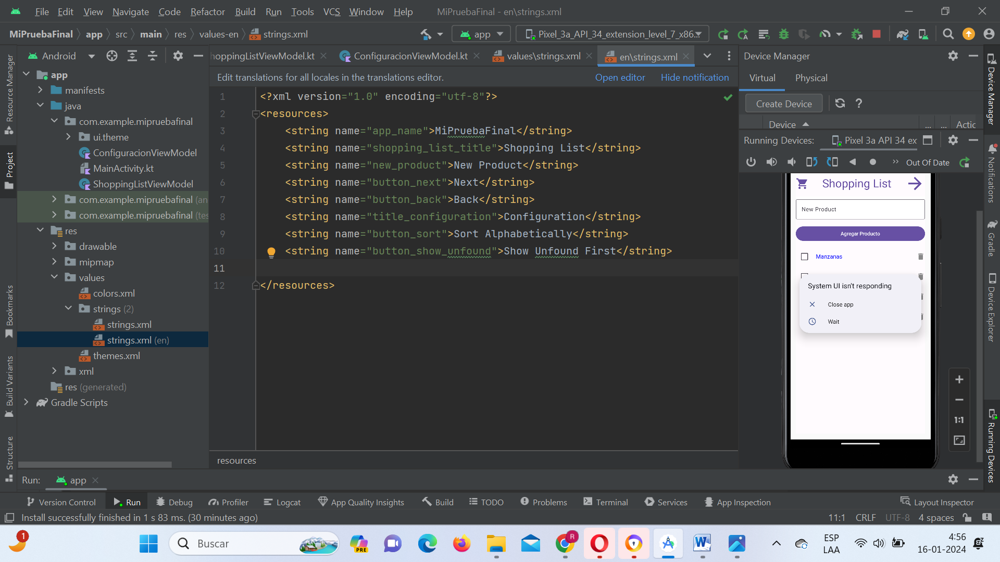 File Edit View Navigate Code Refactor Build Run Tools VCS Window Help MiPruebaFinal - en\strings.xml
MiPruebaFinal app src main res values-en strings.xml app Pixel_3a_API_34_extension_level_7_x86...
Android hoppingListViewModel.kt ConfiguracionViewModel.kt values\strings.xml en\strings.xml Device Manager
Edit translations for all locales in the translations editor. Open editor Hide notification
Virtual Physical
Create Device ?
Device ... ... Actic
Running Devices: Pixel 3a API 34 ex
Out Of Date
Resource Manager
Project
Bookmarks
Build Variants
Structure
app
manifests
java
com.example.mipruebafinal
ui.theme
ConfiguracionViewModel
MainActivity.kt
ShoppingListViewModel
com.example.mipruebafinal (an
com.example.mipruebafinal (tes
res
drawable
mipmap
values
colors.xml
strings (2)
strings.xml
strings.xml (en)
themes.xml
xml
res (generated)
Gradle Scripts
1 <?xml version="1.0" encoding="utf-8"?>
2 <resources>
3 <string name="app_name">MiPruebaFinal</string>
4 <string name="shopping_list_title">Shopping List</string>
5 <string name="new_product">New Product</string>
6 <string name="button_next">Next</string>
7 <string name="button_back">Back</string>
8 <string name="title_configuration">Configuration</string>
9 <string name="button_sort">Sort Alphabetically</string>
10 <string name="button_show_unfound">Show Unfound First</string>
11
12 </resources>
resources
Shopping List
New Product
Agregar Producto
Manzanas
System UI isn't responding
Close app
Wait
1:1
Device Manager
Notifications
Gradle
Device Explorer
Running Devices
Run: app
Version Control Run Debug Profiler Logcat App Quality Insights Build TODO Problems Terminal Services App Inspection Layout Inspector
Install successfully finished in 1 s 83 ms. (30 minutes ago) 11:1 CRLF UTF-8 4 spaces
1 Buscar PRE R ESP
LAA
4:56
16-01-2024